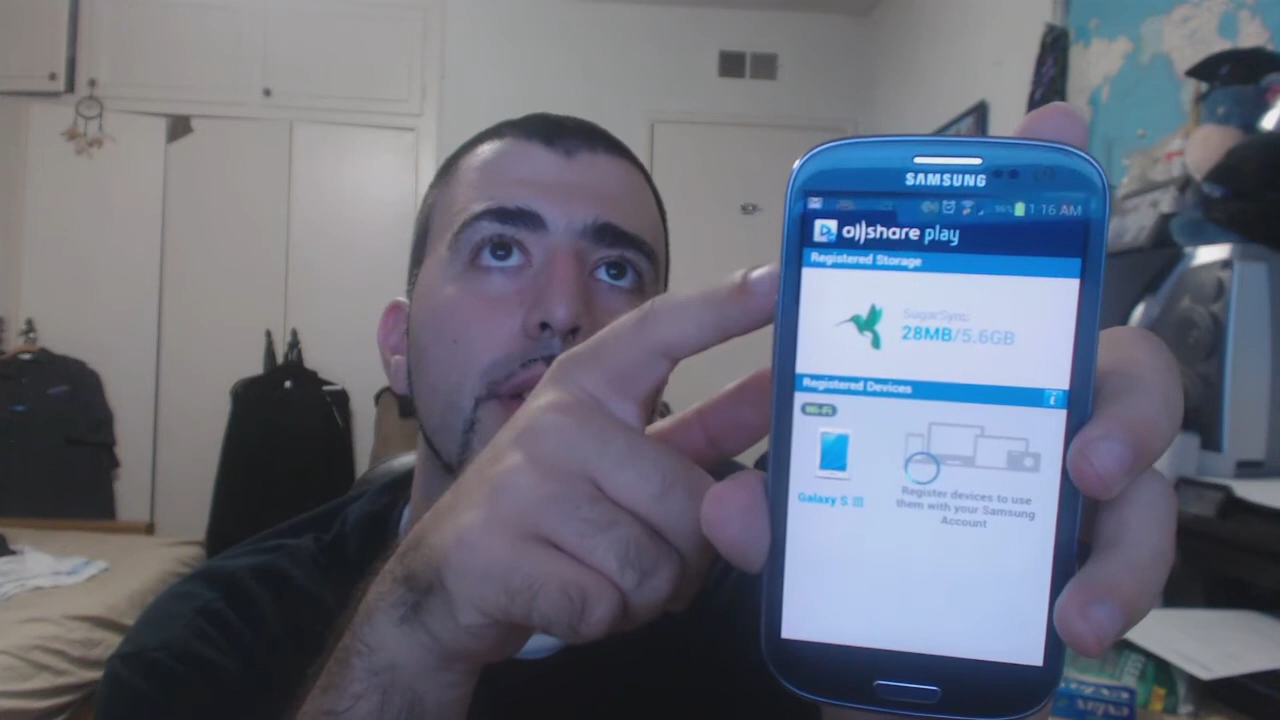 SAMSUNG
1:16 AM
allshare play
Registered Storage
SugarSync
28MB/5.6GB
Registered Devices
Wi-Fi
Galaxy S III
Register devices to use
them with your Samsung
Account